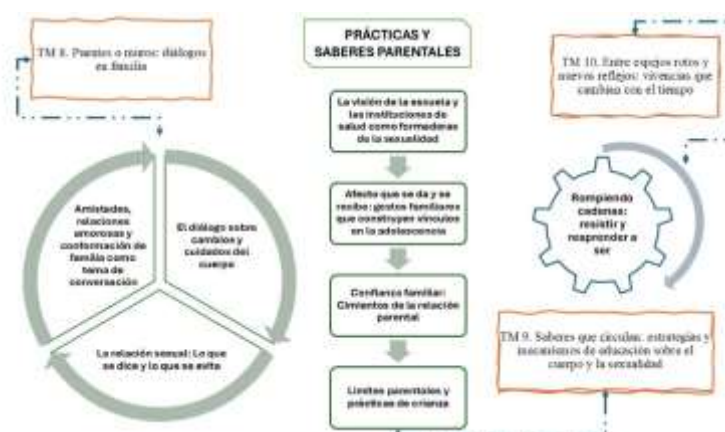 TM 8. Puentes o muros: diálogos
en familia
PRÁCTICAS Y
SABERES PARENTALES
TM 10. Entre espejos rotos y
nuevos reflejos: vivencias que
cambian con el tiempo
La visión de la escuela y
las instituciones de
salud como formadoras
de la sexualidad
Afecto que se da y se
recibe: gestos familiares
que construyen vínculos
en la adolescencia
Confianza familiar:
Cimientos de la relación
parental
Límites parentales y
prácticas de crianza
Amistades,
relaciones
amorosas y
conformación de
familia como
tema de
conversación
El diálogo sobre
cambios y
cuidados del
cuerpo
La relación sexual: Lo que
se dice y lo que se evita
Rompiendo
cadenas:
resistir y
reaprender a
ser
TM 9. Saberes que circulan: estrategias y
mecanismos de educación sobre el
cuerpo y la sexualidad